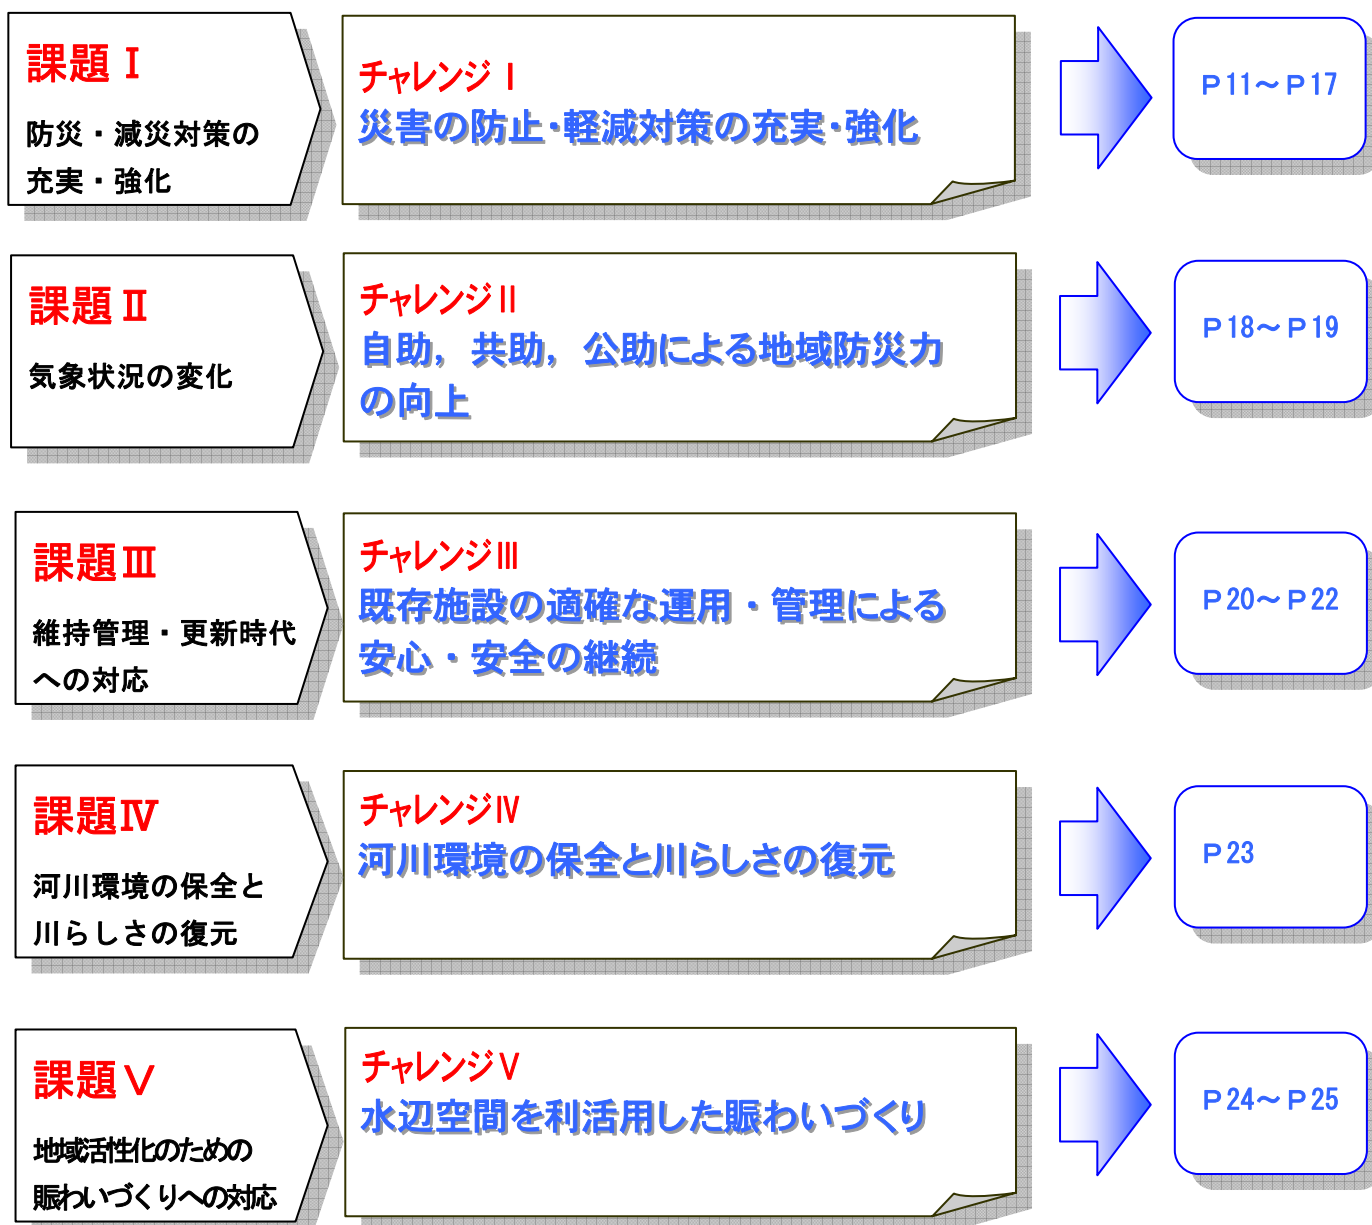 課題Ⅰ
防災・減災対策の
充実・強化
チャレンジⅠ
災害の防止・軽減対策の充実・強化
P11～P17
課題Ⅱ
気象状況の変化
チャレンジⅡ
自助，共助，公助による地域防災力
の向上
P18～P19
課題Ⅲ
維持管理・更新時代
への対応
チャレンジⅢ
既存施設の適確な運用・管理による
安心・安全の継続
P20～P22
課題Ⅳ
河川環境の保全と
川らしさの復元
チャレンジⅣ
河川環境の保全と川らしさの復元
P23
課題Ⅴ
地域活性化のための
賑わいづくりへの対応
チャレンジⅤ
水辺空間を利活用した賑わいづくり
P24～P25